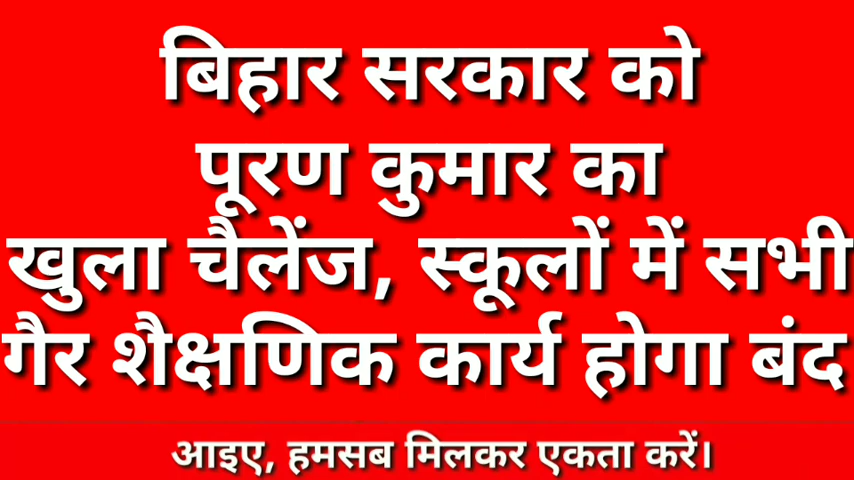 बिहार सरकार को
पूरण कुमार का
खुला चैलेंज, स्कूलों में सभी
गैर शैक्षणिक कार्य होगा बंद
आइए, हमसब मिलकर एकता करें।